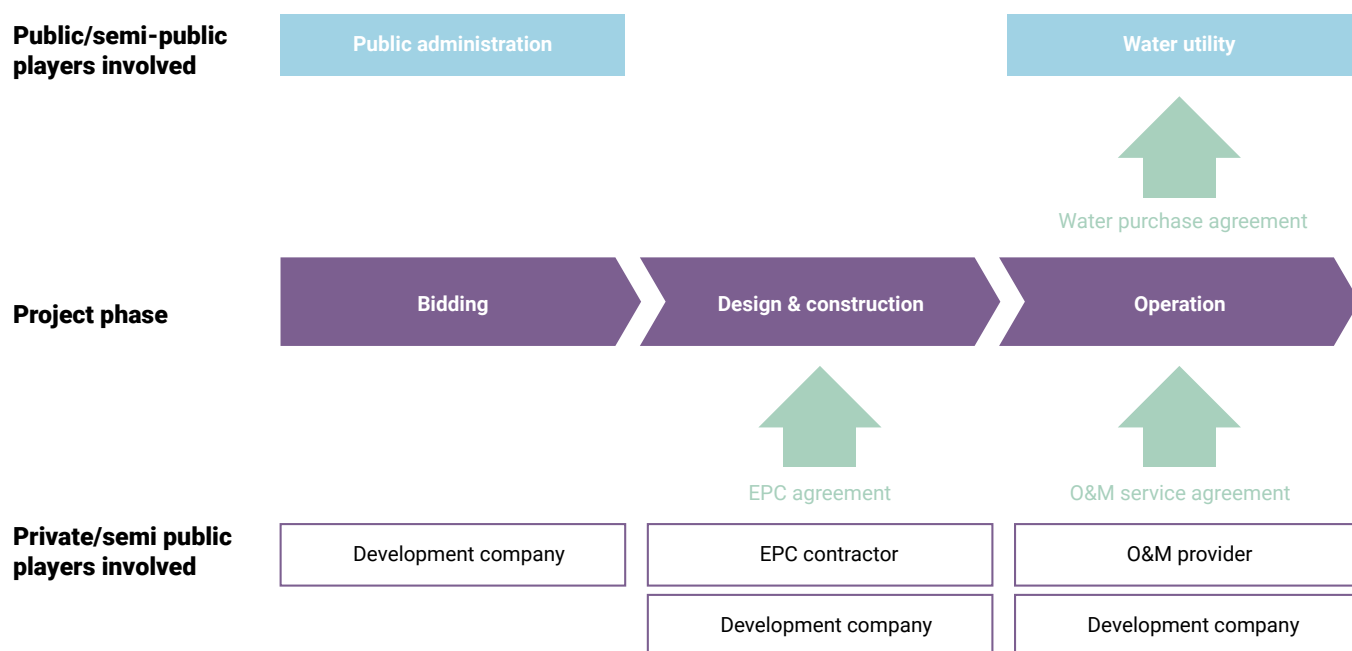 Public/semi-public
players involved
Public administration
Water utility
Water purchase agreement
Project phase
Bidding
Design & construction
Operation
EPC agreement
O&M service agreement
Private/semi public
players involved
Development company
EPC contractor
O&M provider
Development company
Development company